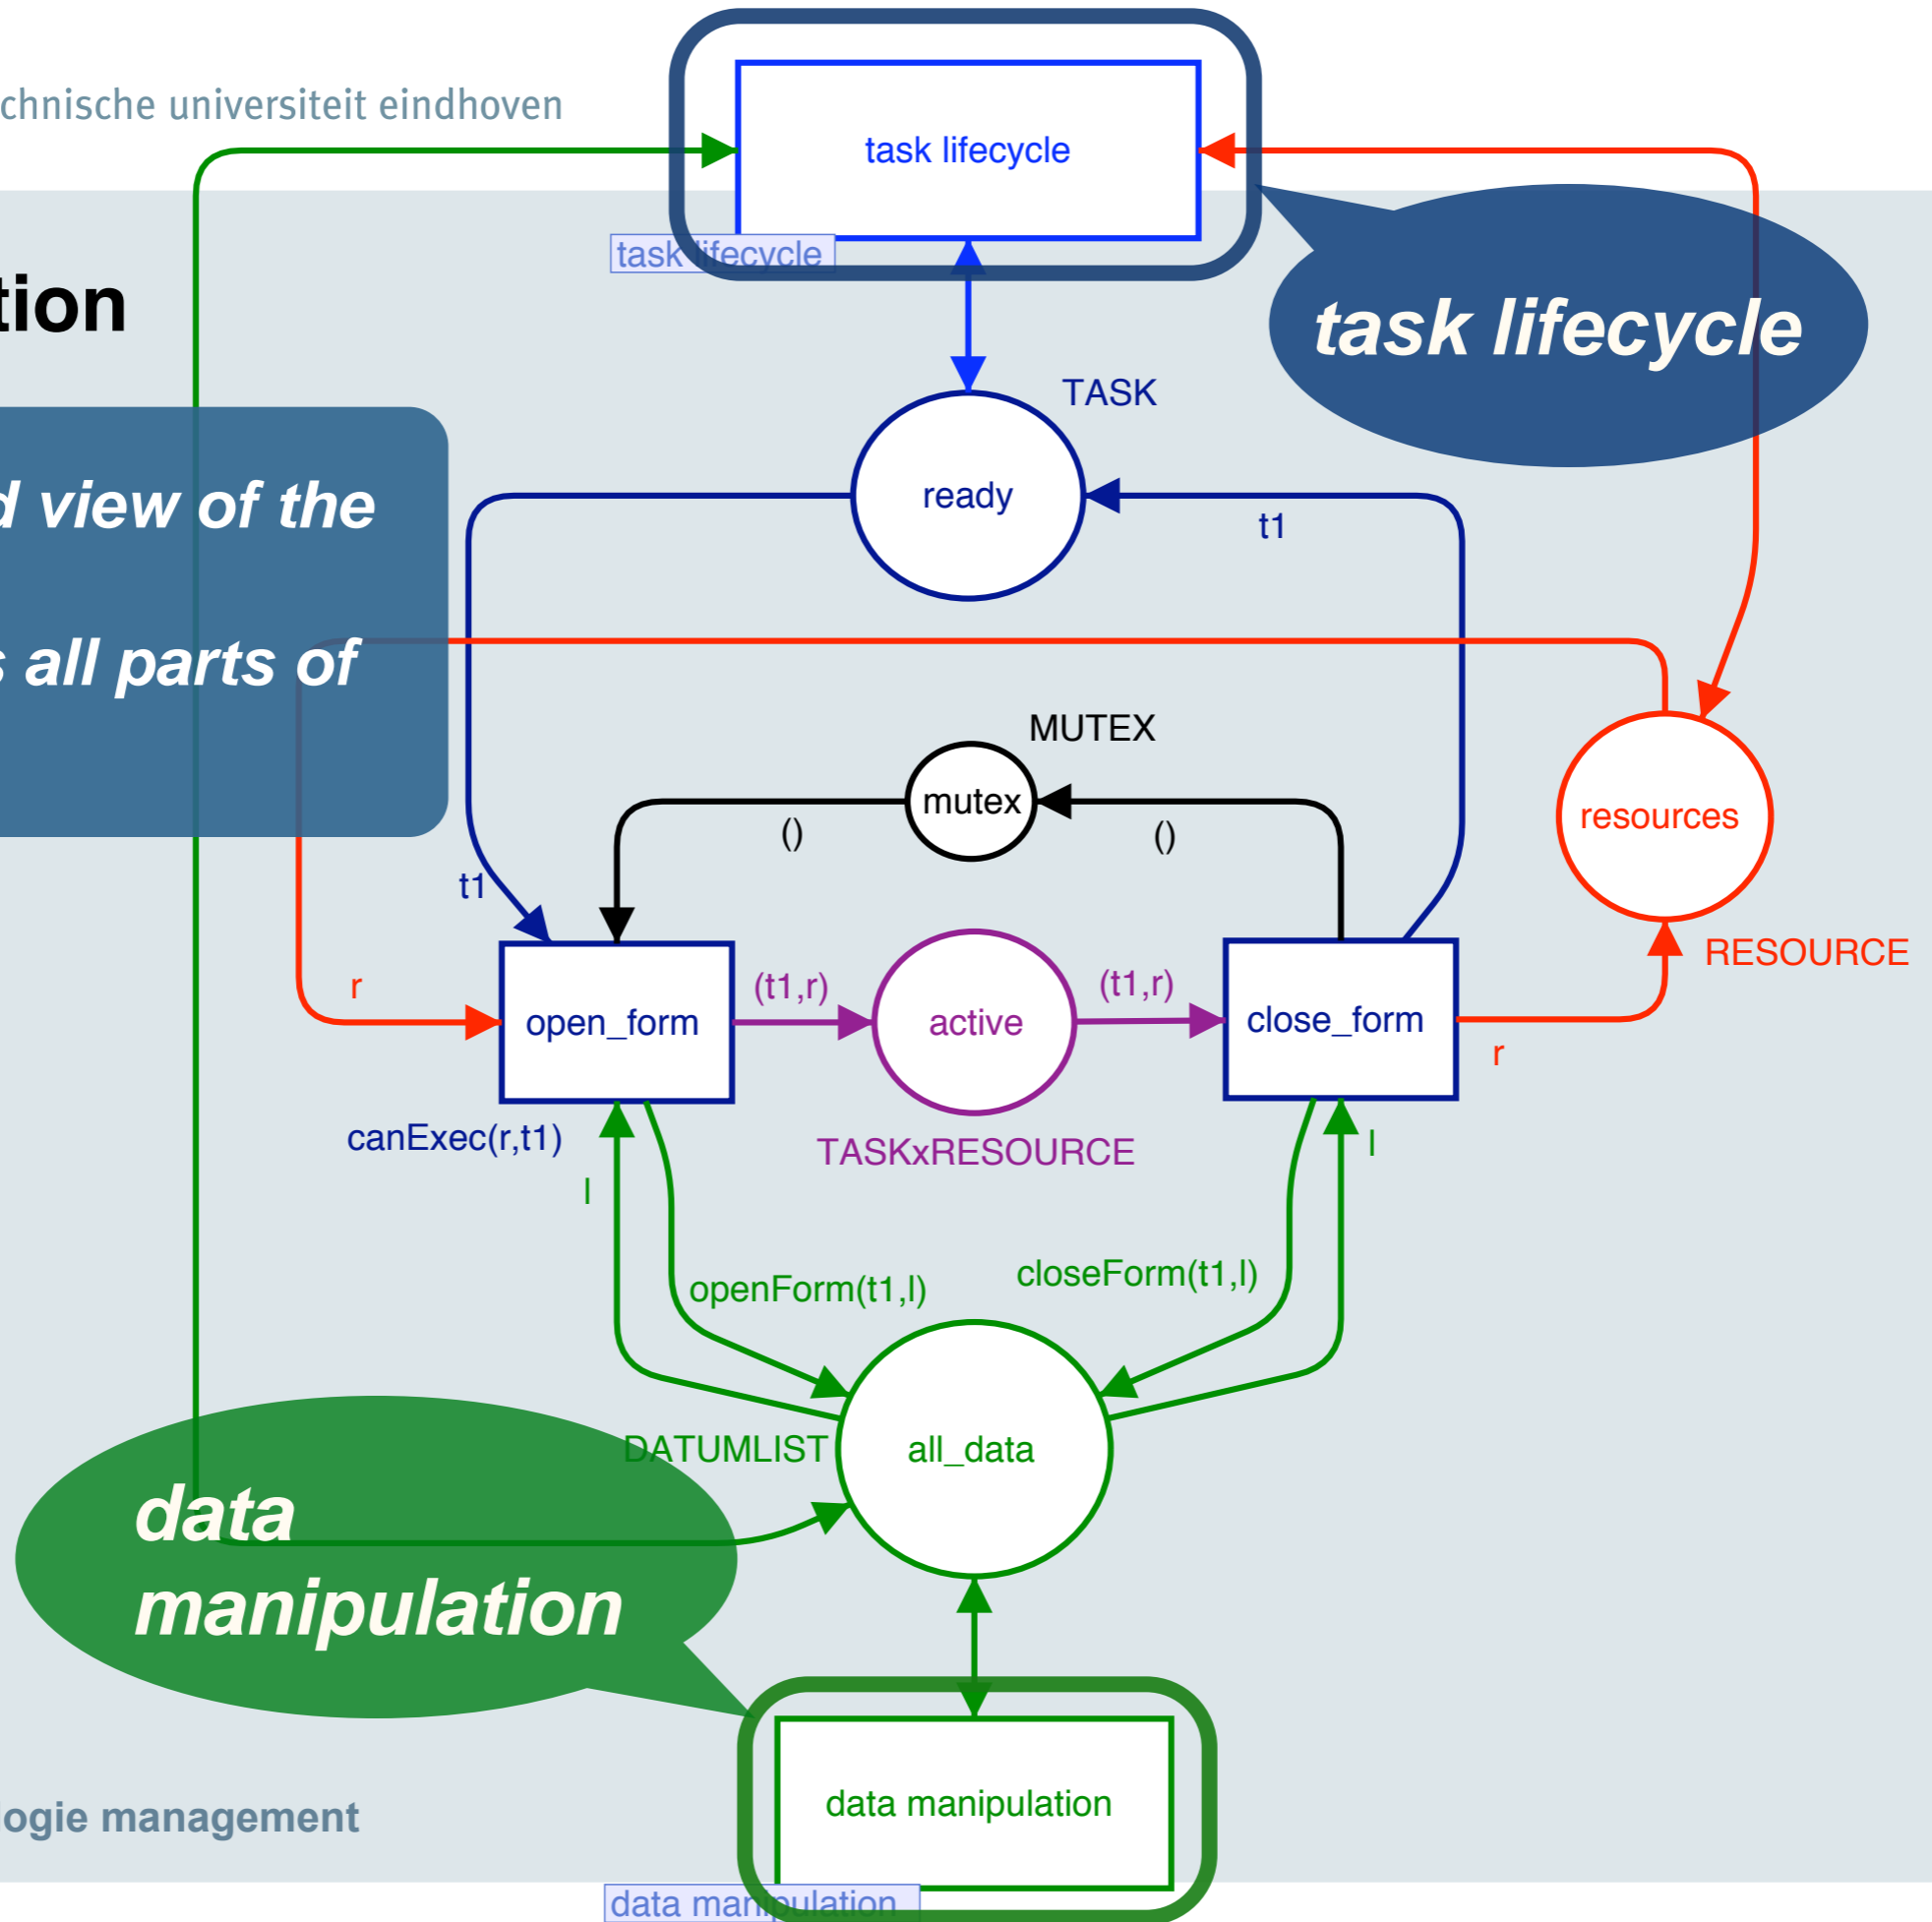 chnische universiteit eindhoven
task lifecycle
task lifecycle
tion
task lifecycle
TASK
d view of the
ready
t1
s all parts of
MUTEX
mutex
resources
()
()
t1
RESOURCE
r
(t1,r)
(t1,r)
open_form
active
close_form
r
canExec(r,t1)
TASKxRESOURCE
l
l
openForm(t1,l)
closeForm(t1,l)
DATUMLIST
all_data
data
manipulation
data manipulation
logie management
data manipulation